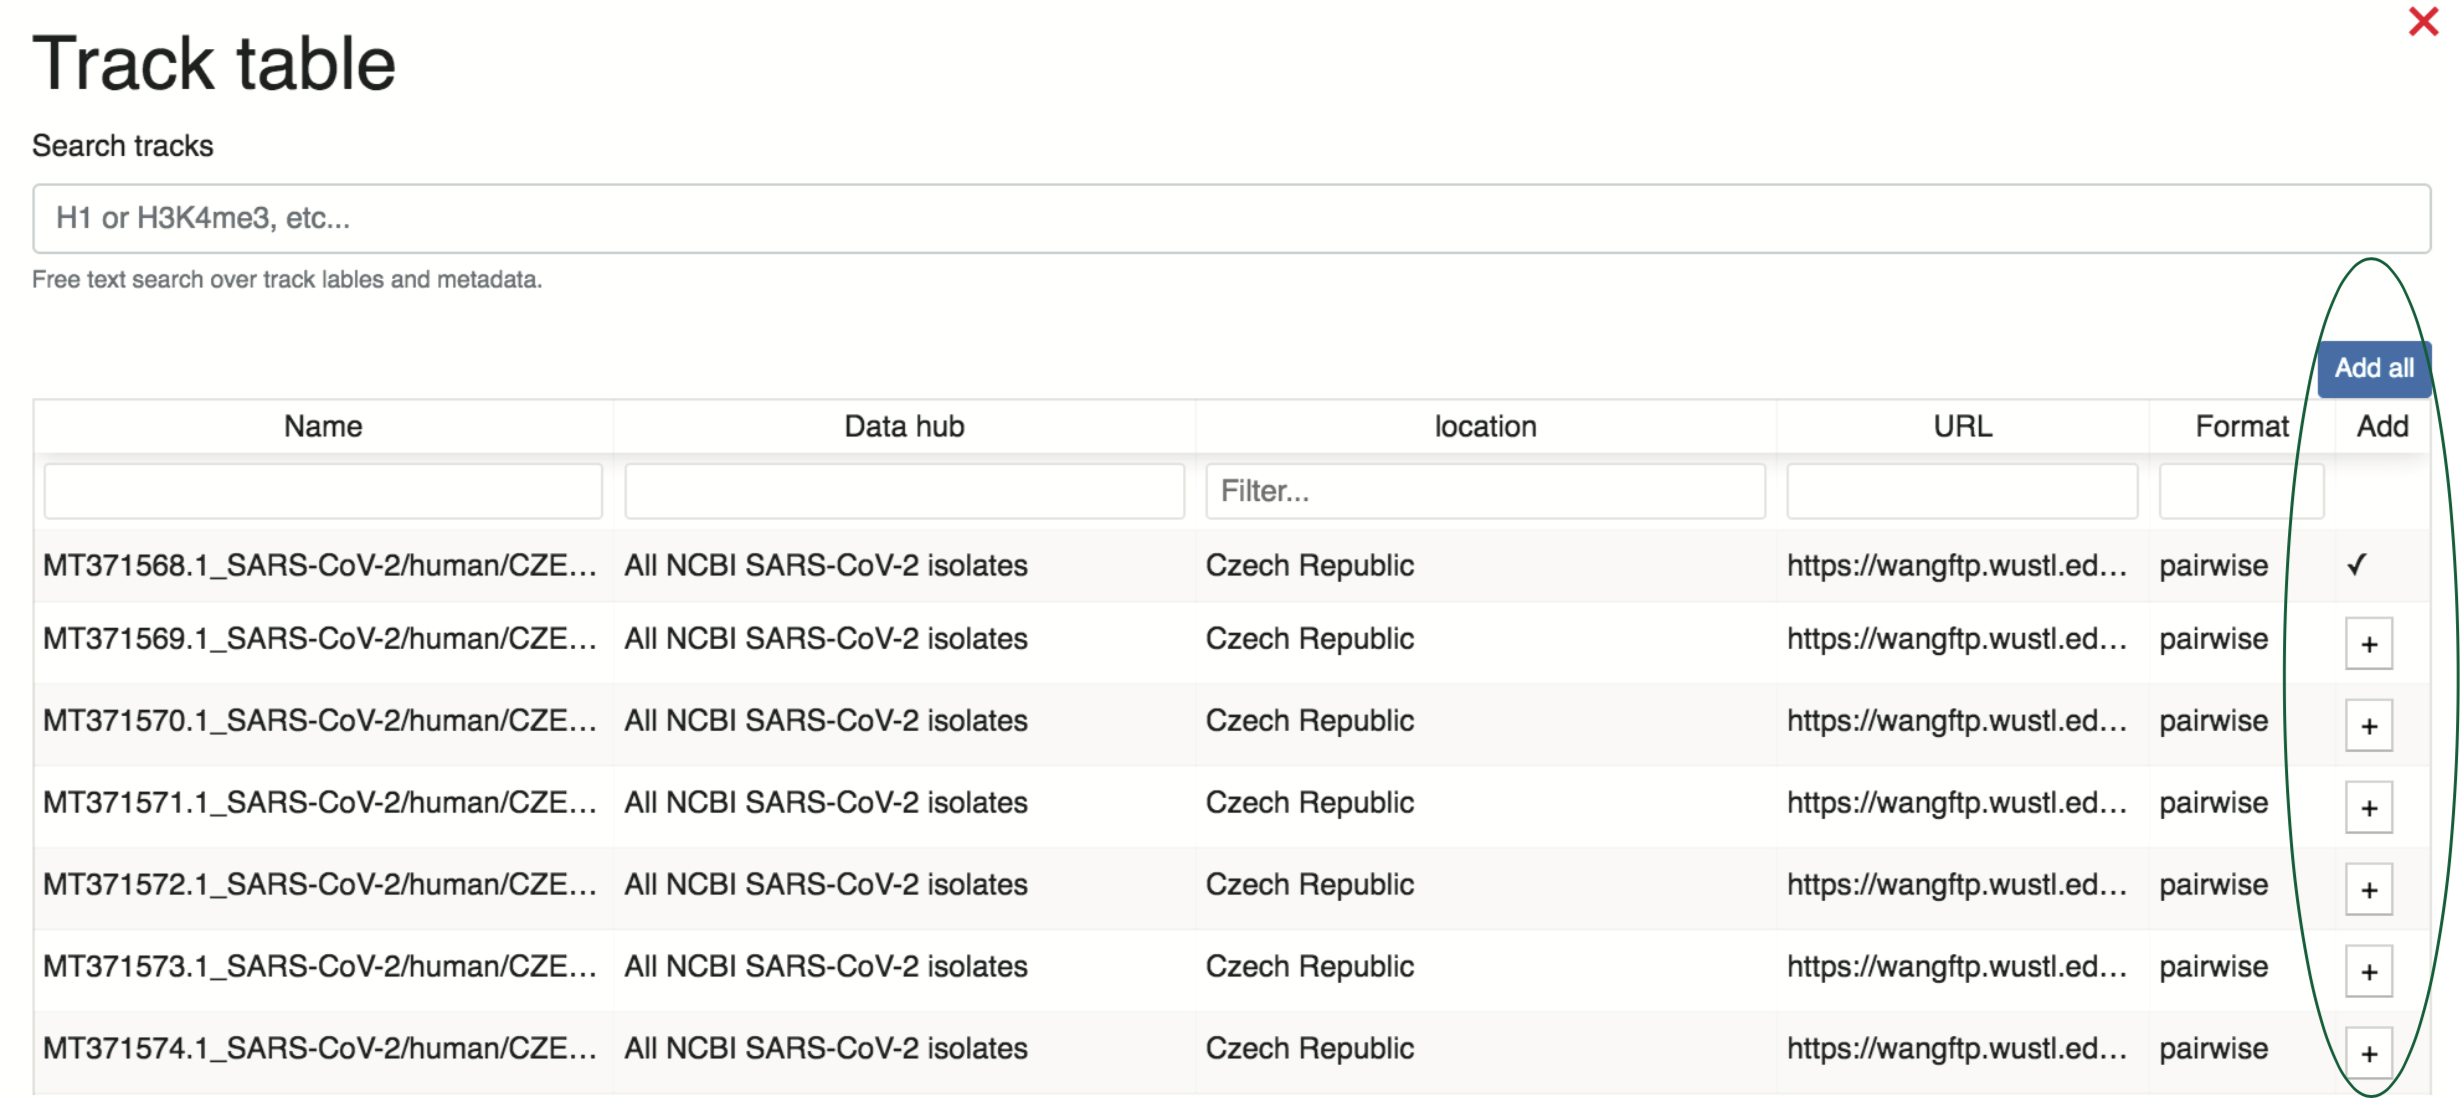 Track table
Search tracks
H1 or H3K4me3, etc...
Free text search over track lables and metadata.
Add all
Name Data hub location URL Format Add
Filter...
MT371568.1_SARS-CoV-2/human/CZE... All NCBI SARS-CoV-2 isolates Czech Republic https://wangftp.wustl.ed... pairwise ✓
MT371569.1_SARS-CoV-2/human/CZE... All NCBI SARS-CoV-2 isolates Czech Republic https://wangftp.wustl.ed... pairwise +
MT371570.1_SARS-CoV-2/human/CZE... All NCBI SARS-CoV-2 isolates Czech Republic https://wangftp.wustl.ed... pairwise +
MT371571.1_SARS-CoV-2/human/CZE... All NCBI SARS-CoV-2 isolates Czech Republic https://wangftp.wustl.ed... pairwise +
MT371572.1_SARS-CoV-2/human/CZE... All NCBI SARS-CoV-2 isolates Czech Republic https://wangftp.wustl.ed... pairwise +
MT371573.1_SARS-CoV-2/human/CZE... All NCBI SARS-CoV-2 isolates Czech Republic https://wangftp.wustl.ed... pairwise +
MT371574.1_SARS-CoV-2/human/CZE... All NCBI SARS-CoV-2 isolates Czech Republic https://wangftp.wustl.ed... pairwise +